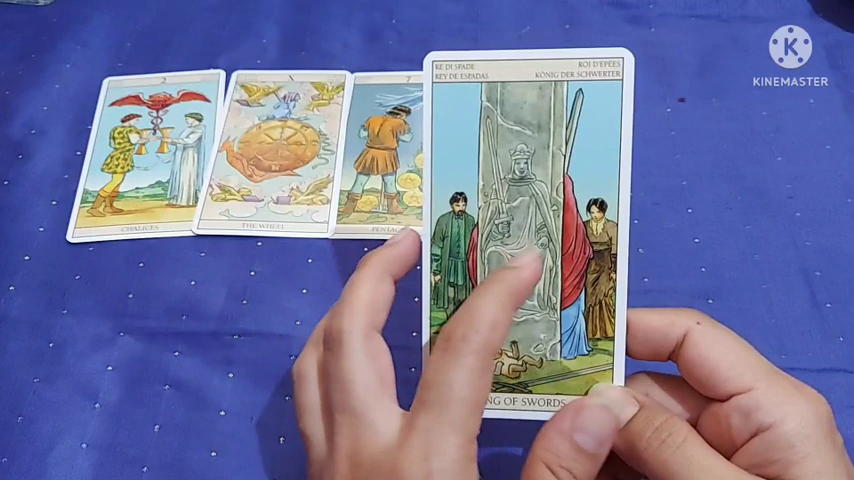 K
KINEMASTER
RE DI SPADE
REY DE ESPADAS
ROI D'EPÉES
KÖNIG DER SCHWERTER
2
7
CHALICES
THE WHEEL
PENTAC
NG OF SWORDS